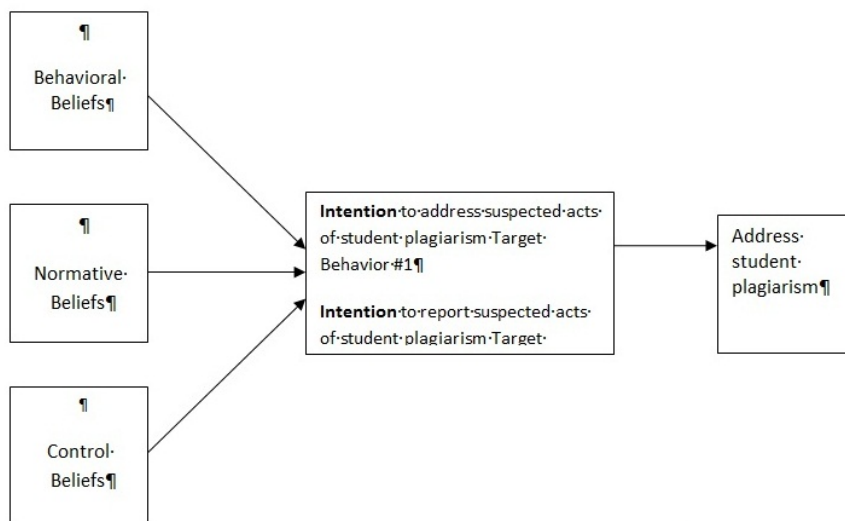 ¶
Behavioral·
Beliefs¶
¶
Normative·
Beliefs¶
¶
Control·
Beliefs¶
Intention·to·address·suspected·acts·
of·student·plagiarism·Target·
Behavior·#1¶
Intention·to·report·suspected·acts·
of·student·plagiarism·Target·
Address·
student·
plagiarism¶